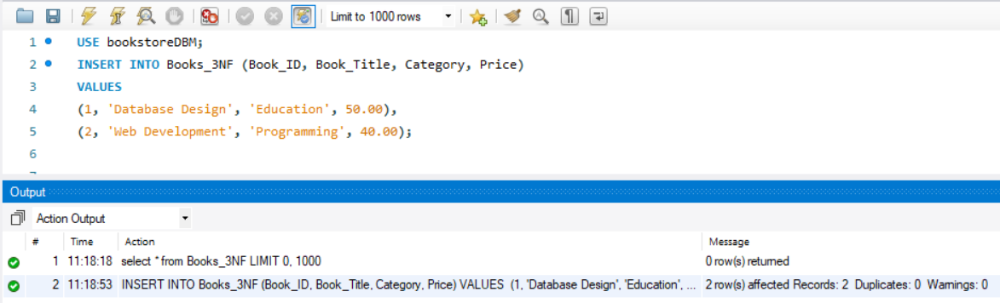 Limit to 1000 rows
1 USE bookstoreDBM;
2 INSERT INTO Books_3NF (Book_ID, Book_Title, Category, Price)
3 VALUES
4 (1, 'Database Design', 'Education', 50.00),
5 (2, 'Web Development', 'Programming', 40.00);
6
Output
Action Output
# Time Action Message
1 11:18:18 select * from Books_3NF LIMIT 0, 1000 0 row(s) returned
2 11:18:53 INSERT INTO Books_3NF (Book_ID, Book_Title, Category, Price) VALUES (1, 'Database Design', 'Education', ... 2 row(s) affected Records: 2 Duplicates: 0 Warnings: 0